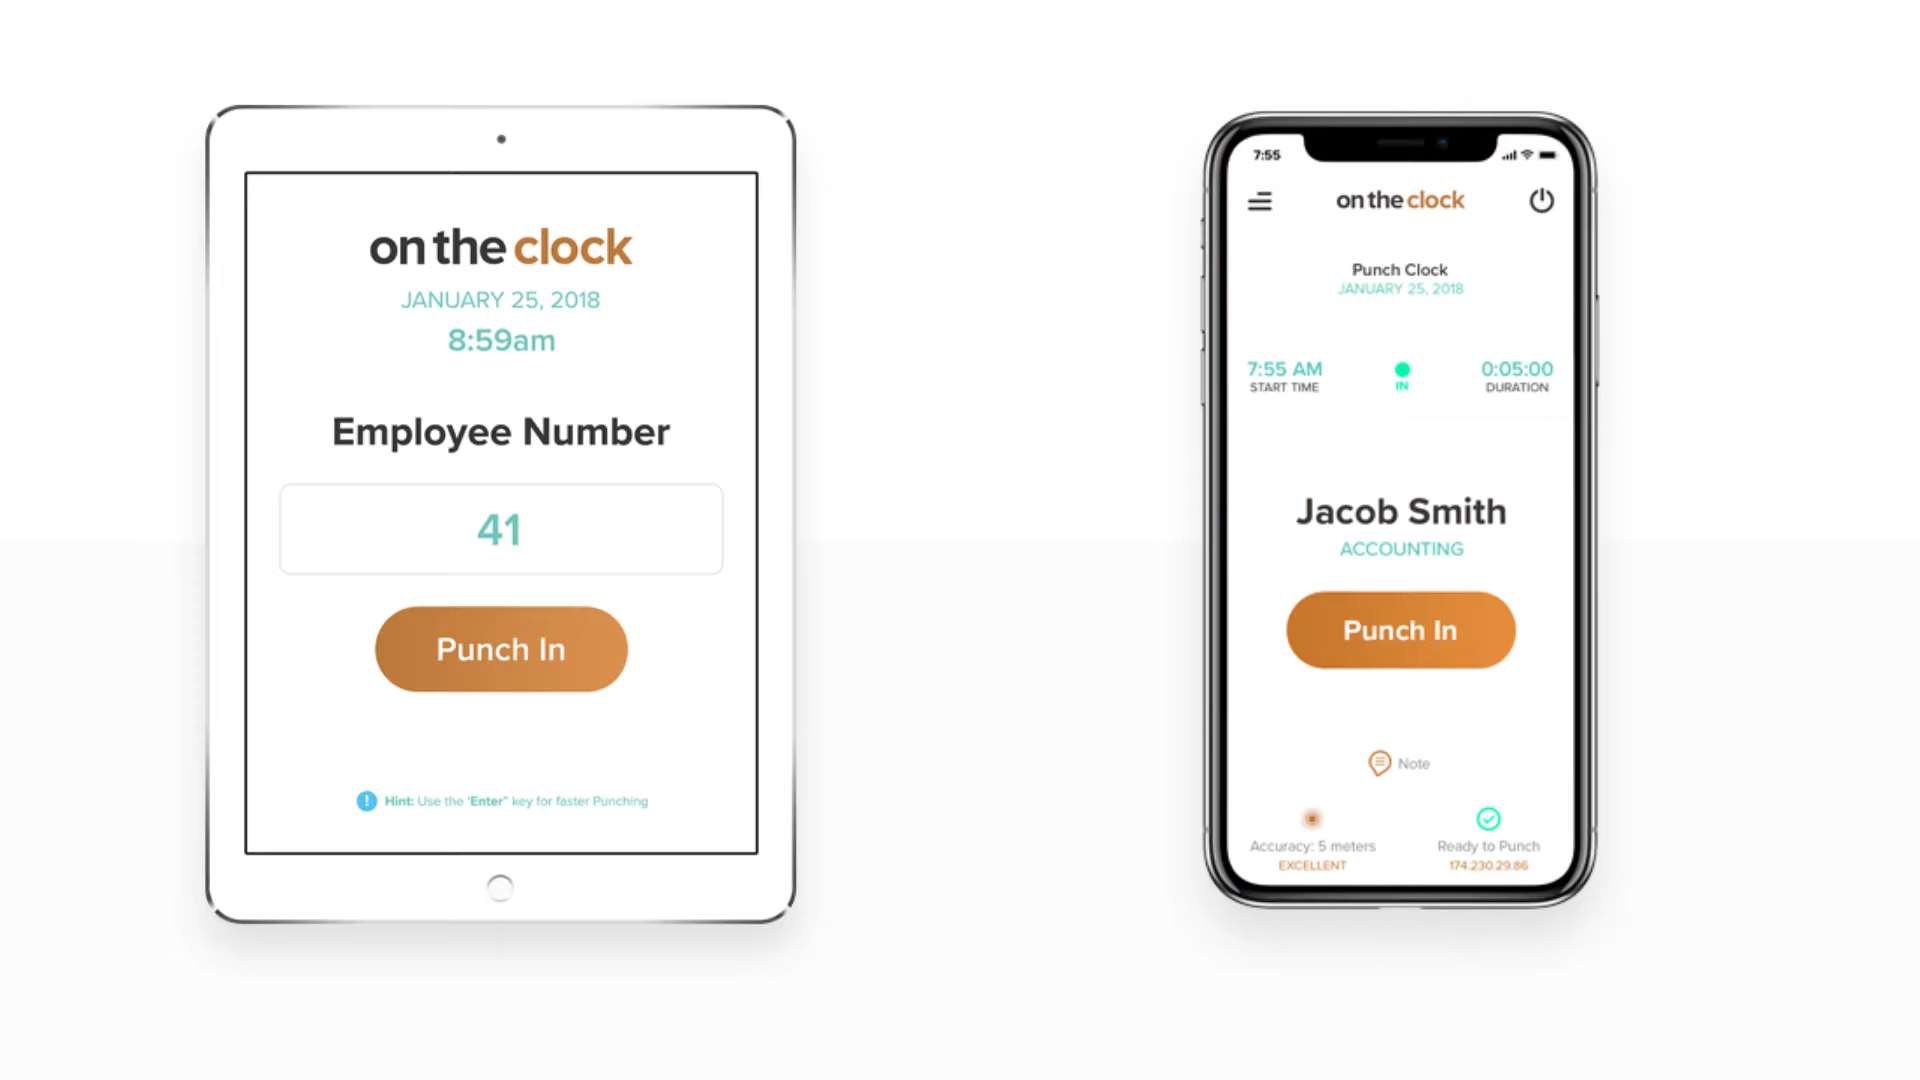 on the clock
JANUARY 25, 2018
8:59am
Employee Number
41
Punch In
! Hint: Use the "Enter" key for faster Punching
7:55
on the clock
Punch Clock
JANUARY 25, 2018
7:55 AM
START TIME
IN
0:05:00
DURATION
Jacob Smith
ACCOUNTING
Punch In
Note
Accuracy: 5 meters
EXCELLENT
Ready to Punch
174.230.29.86